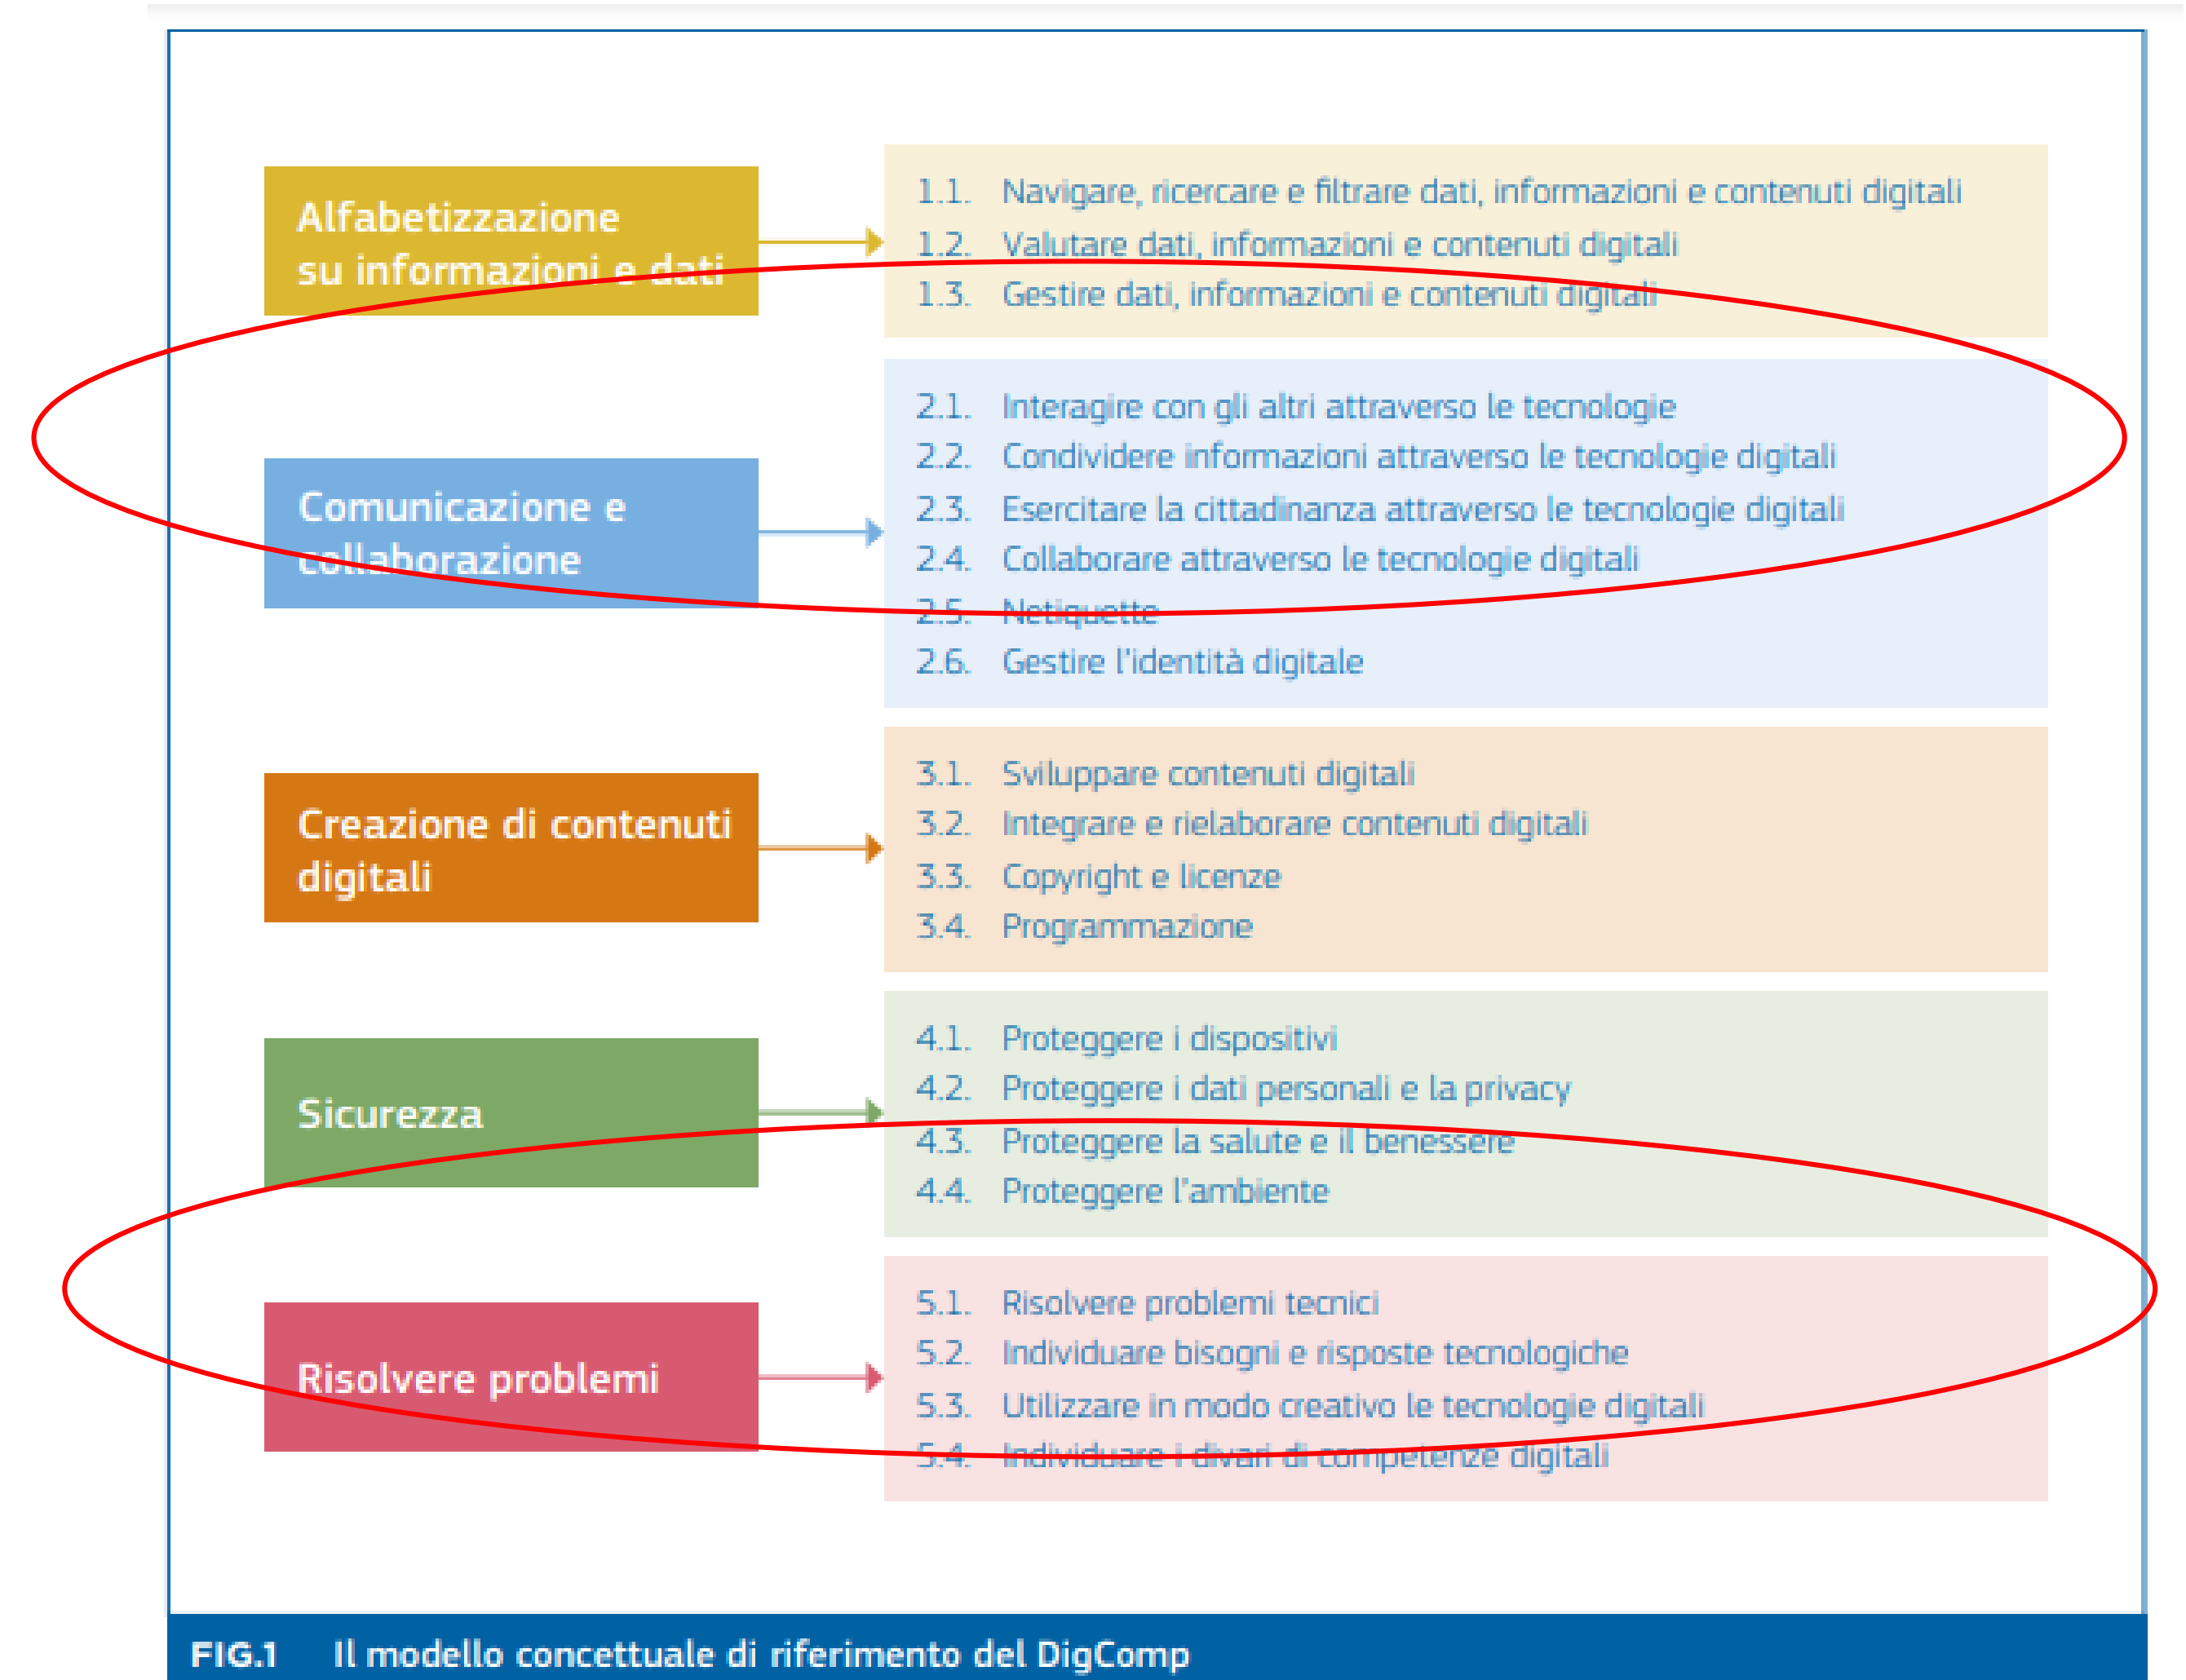 Alfabetizzazione
su informazioni e dati
1.1. Navigare, ricercare e filtrare dati, informazioni e contenuti digitali
1.2. Valutare dati, informazioni e contenuti digitali
1.3. Gestire dati, informazioni e contenuti digitali
Comunicazione e
collaborazione
2.1. Interagire con gli altri attraverso le tecnologie
2.2. Condividere informazioni attraverso le tecnologie digitali
2.3. Esercitare la cittadinanza attraverso le tecnologie digitali
2.4. Collaborare attraverso le tecnologie digitali
2.5. Netiquette
2.6. Gestire l'identità digitale
Creazione di contenuti
digitali
3.1. Sviluppare contenuti digitali
3.2. Integrare e rielaborare contenuti digitali
3.3. Copyright e licenze
3.4. Programmazione
Sicurezza
4.1. Proteggere i dispositivi
4.2. Proteggere i dati personali e la privacy
4.3. Proteggere la salute e il benessere
4.4. Proteggere l'ambiente
Risolvere problemi
5.1. Risolvere problemi tecnici
5.2. Individuare bisogni e risposte tecnologiche
5.3. Utilizzare in modo creativo le tecnologie digitali
5.4. Individuare i divari di competenze digitali
FIG.1 Il modello concettuale di riferimento del DigComp